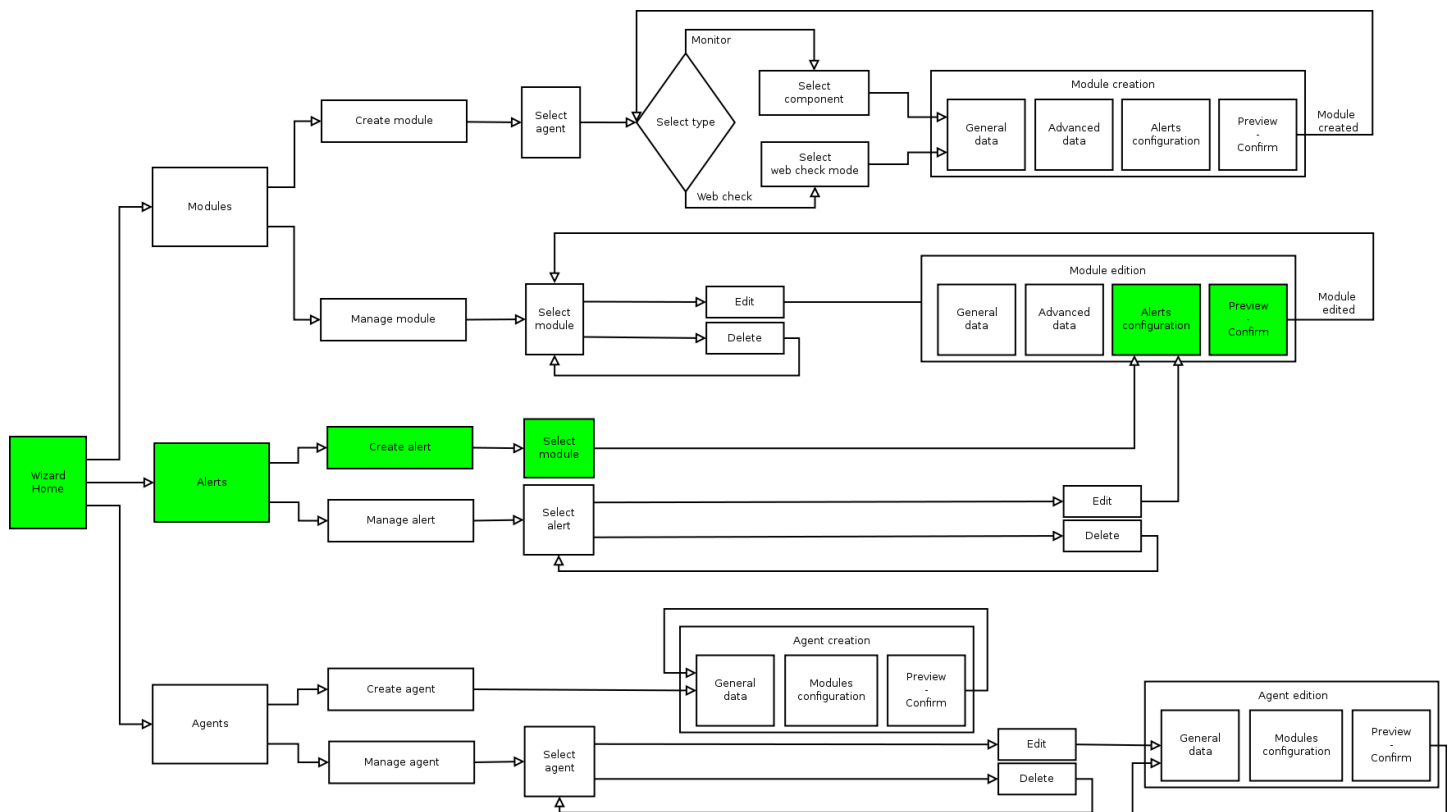 Monitor
Select
component
Module creation
Create module
Select
agent
Select type
General
data
Advanced
data
Alerts
configuration
Preview
-
Confirm
Module
created
Select
web check mode
Web check
Modules
Module edition
Manage module
Select
module
Edit
Delete
General
data
Advanced
data
Alerts
configuration
Preview
-
Confirm
Module
edited
Wizard
Home
Alerts
Create alert
Select
module
Manage alert
Select
alert
Edit
Delete
Agent creation
Create agent
General
data
Modules
configuration
Preview
-
Confirm
Agents
Manage agent
Select
agent
Edit
Delete
Agent edition
General
data
Modules
configuration
Preview
-
Confirm